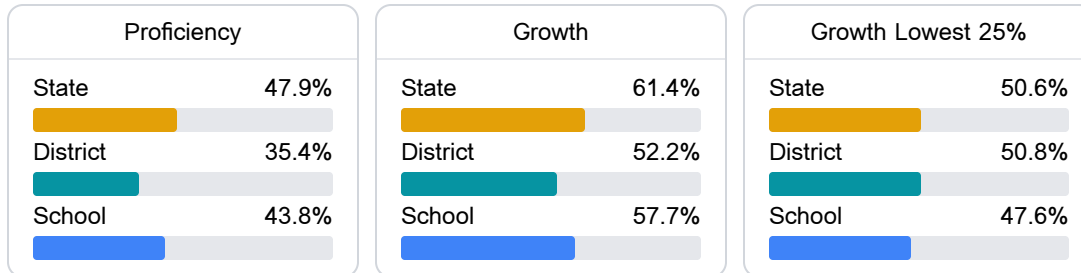 Proficiency
State 47.9%
District 35.4%
School 43.8%
Growth
State 61.4%
District 52.2%
School 57.7%
Growth Lowest 25%
State 50.6%
District 50.8%
School 47.6%